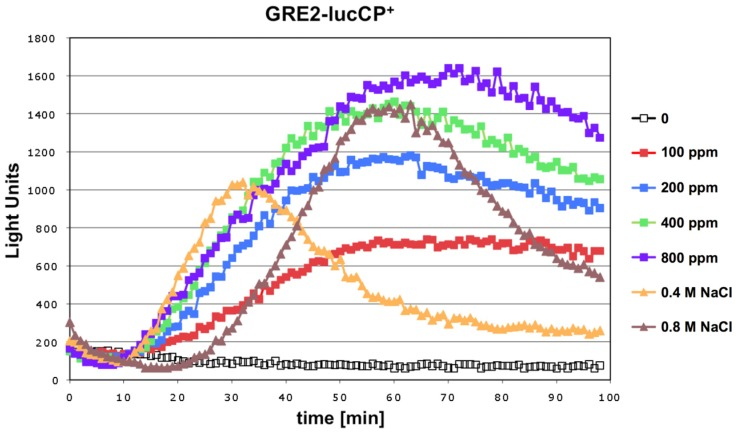 GRE2-lucCP⁺
1800
1600
1400
1200
1000
800
600
400
200
0
Light Units
0 10 20 30 40 50 60 70 80 90 100
time [min]
0
100 ppm
200 ppm
400 ppm
800 ppm
0.4 M NaCl
0.8 M NaCl